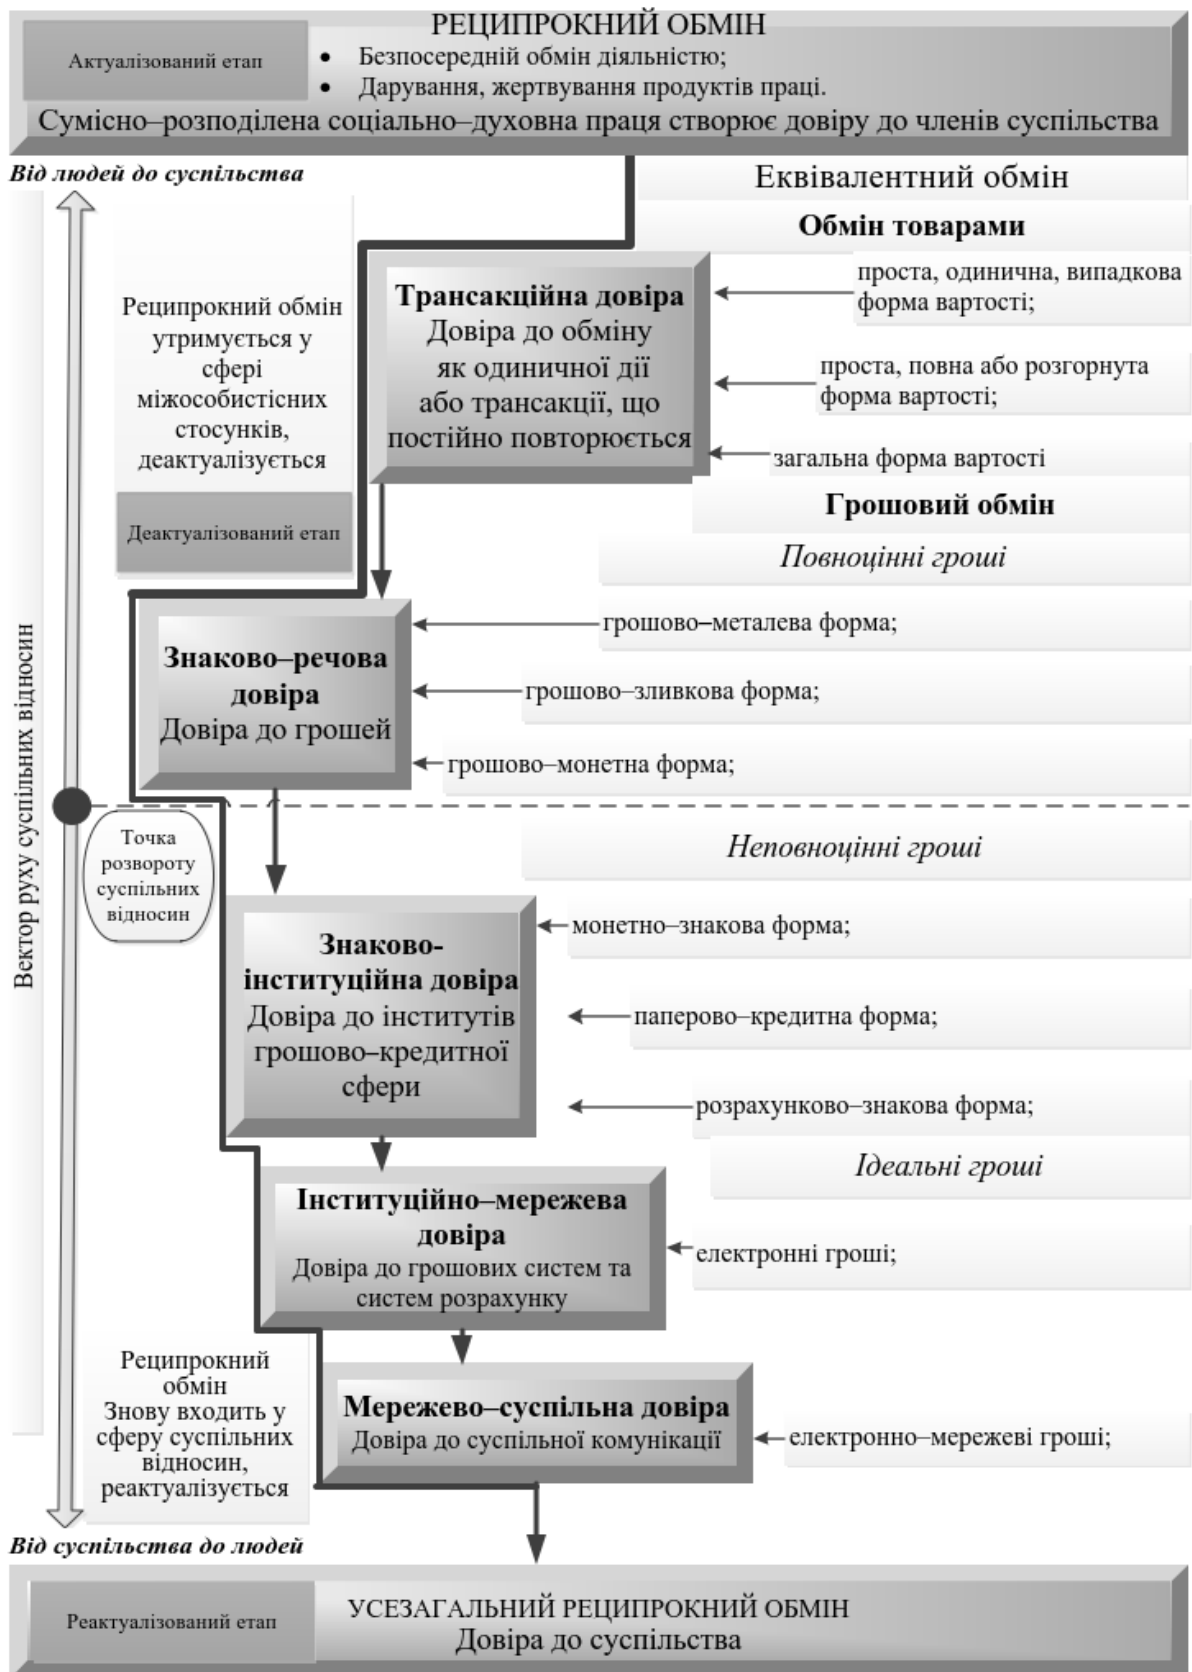 РЕЦИПРОКНИЙ ОБМІН
Актуалізований етап
• Безпосередній обмін діяльністю;
• Дарування, жертвування продуктів праці.
Сумісно–розподілена соціально–духовна праця створює довіру до членів суспільства
Від людей до суспільства
Еквівалентний обмін
Обмін товарами
Трансакційна довіра
Довіра до обміну
як одиничної дії
або трансакції, що
постійно повторюється
проста, одинична, випадкова
форма вартості;
проста, повна або розгорнута
форма вартості;
загальна форма вартості
Реципрокний обмін
утримується у
сфері
міжособистісних
стосунків,
деактуалізується
Деактуалізований етап
Грошовий обмін
Повноцінні гроші
Знаково–речова
довіра
Довіра до грошей
грошово–металева форма;
грошово–зливкова форма;
грошово–монетна форма;
Вектор руху суспільних відносин
Точка
розвороту
суспільних
відносин
Неповноцінні гроші
Знаково-
інституційна довіра
Довіра до інститутів
грошово–кредитної
сфери
монетно–знакова форма;
паперово–кредитна форма;
розрахунково–знакова форма;
Ідеальні гроші
Інституційно–мережева
довіра
Довіра до грошових систем та
систем розрахунку
електронні гроші;
Реципрокний
обмін
Знову входить у
сферу суспільних
відносин,
реактуалізується
Мережево–суспільна довіра
Довіра до суспільної комунікації
електронно–мережеві гроші;
Від суспільства до людей
Реактуалізований етап
УСЕЗАГАЛЬНИЙ РЕЦИПРОКНИЙ ОБМІН
Довіра до суспільства